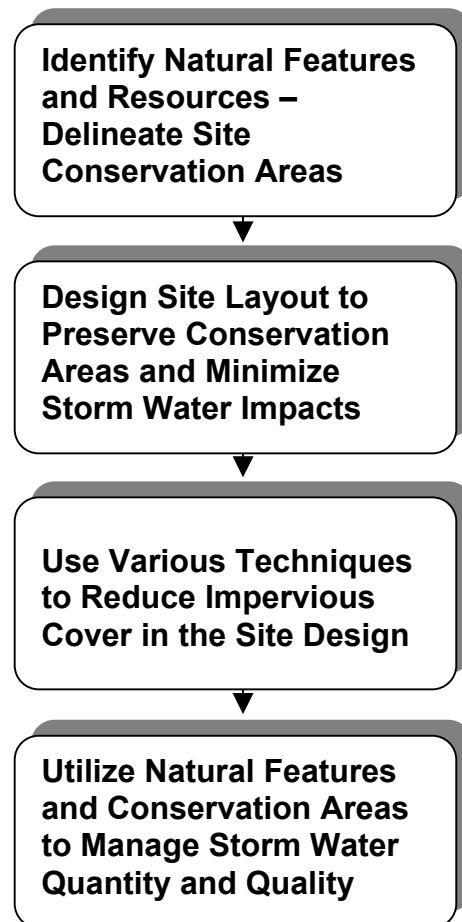 Identify Natural Features
and Resources –
Delineate Site
Conservation Areas
Design Site Layout to
Preserve Conservation
Areas and Minimize
Storm Water Impacts
Use Various Techniques
to Reduce Impervious
Cover in the Site Design
Utilize Natural Features
and Conservation Areas
to Manage Storm Water
Quantity and Quality